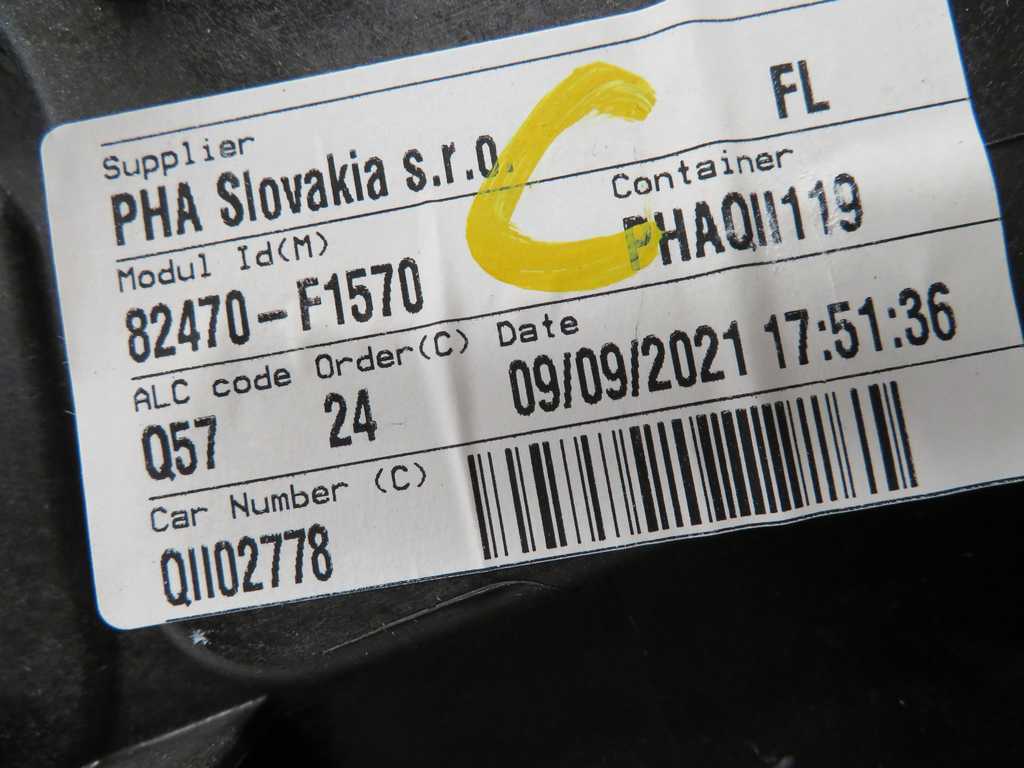 FL
Supplier
PHA Slovakia s.r.o.
Container
PHAQII119
Modul Id(M)
82470-F1570
ALC code Order(C) Date
Q57 24 09/09/2021 17:51:36
Car Number (C)
QII02778
C